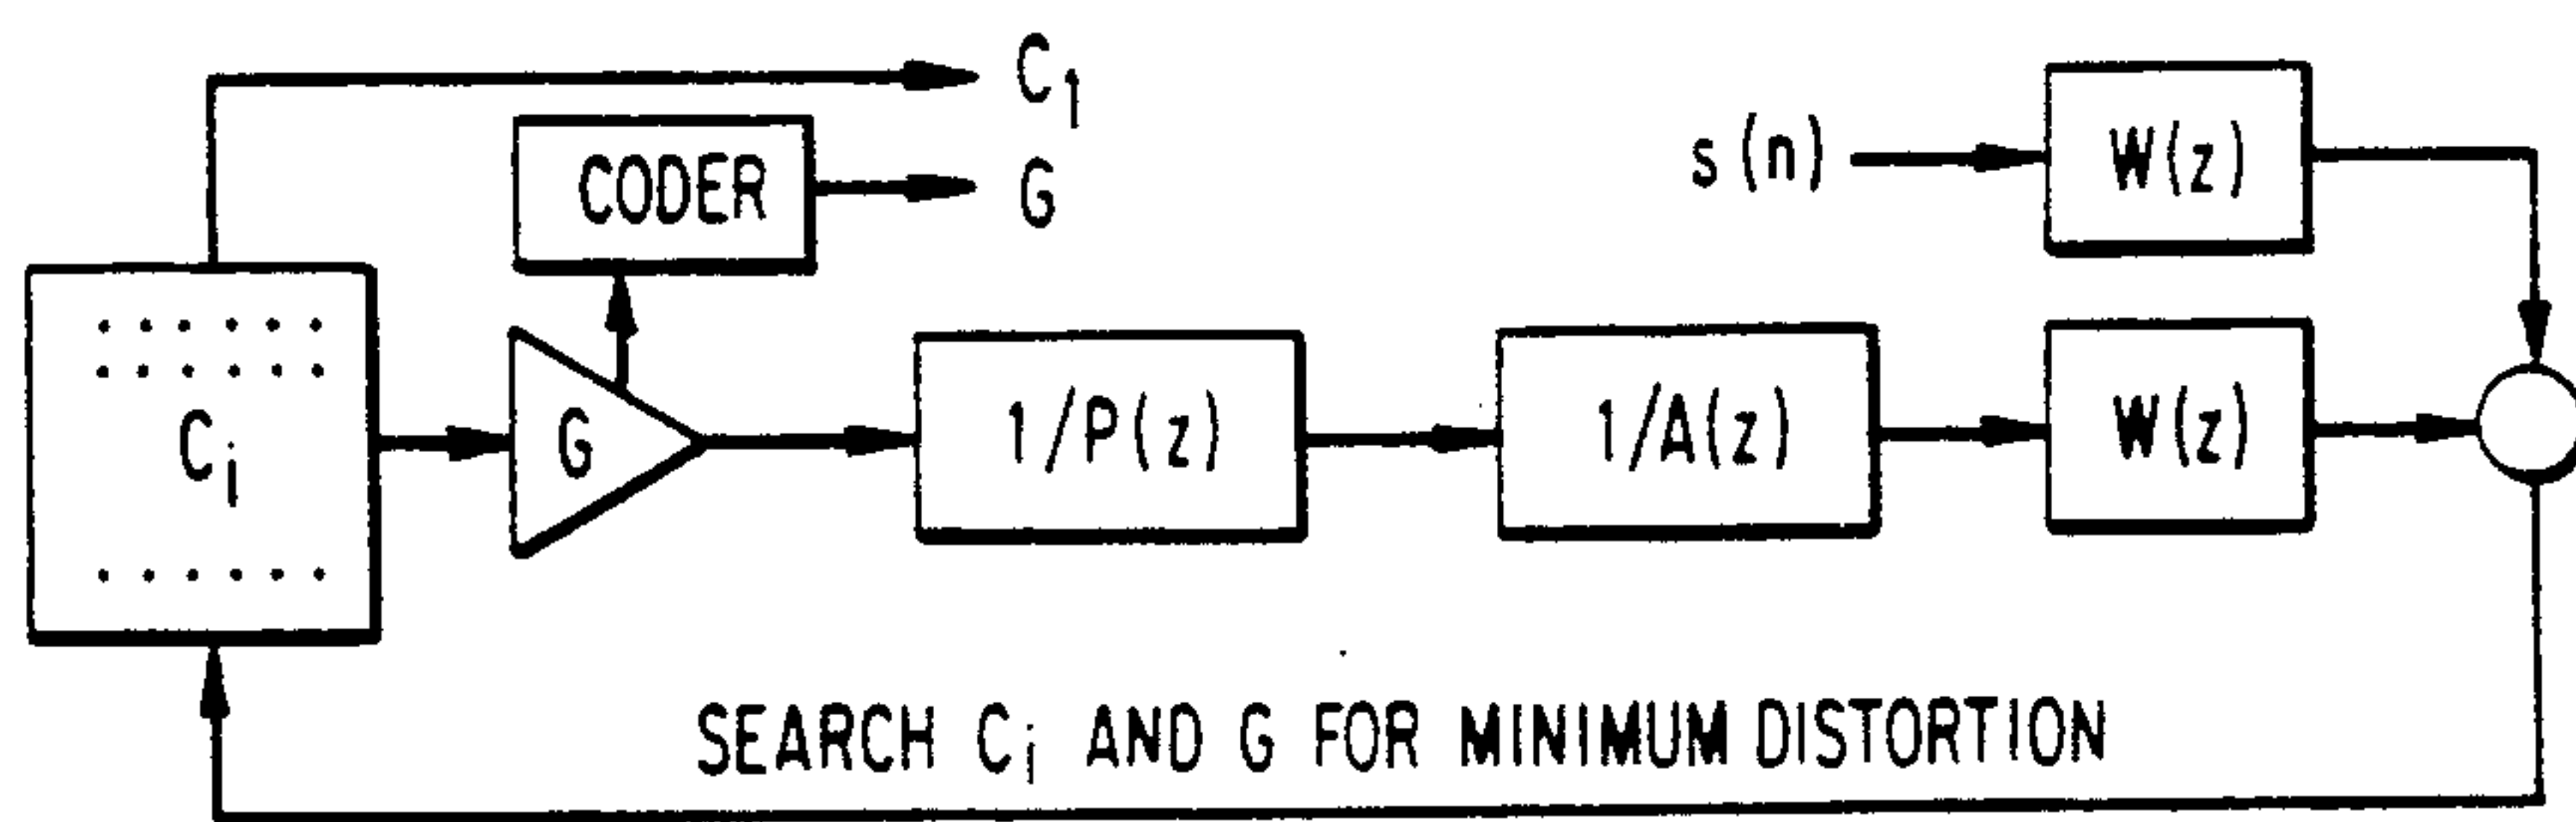 C₁
CODER
G
s(n)
W(z)
Cᵢ
G
1/P(z)
1/A(z)
W(z)
SEARCH Cᵢ AND G FOR MINIMUM DISTORTION